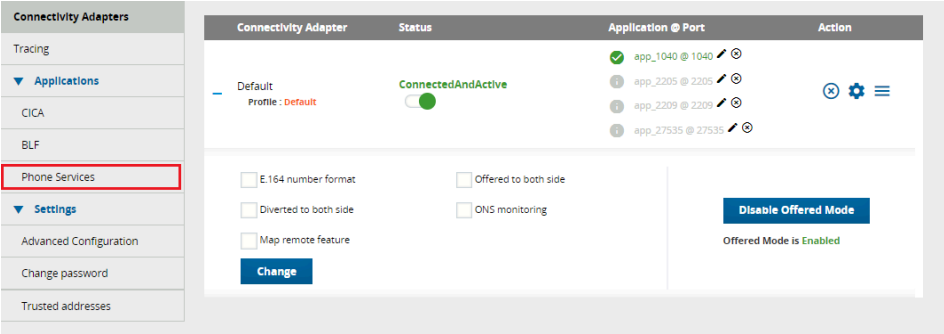 Connectivity Adapters
Tracing
Applications
CICA
BLF
Phone Services
Settings
Advanced Configuration
Change password
Trusted addresses
Connectivity Adapter Status Application @ Port Action
Default
Profile : Default
ConnectedAndActive
app_1040 @ 1040
app_2205 @ 2205
app_2209 @ 2209
app_27535 @ 27535
E.164 number format Offered to both side
Diverted to both side ONS monitoring
Map remote feature
Change
Disable Offered Mode
Offered Mode is Enabled